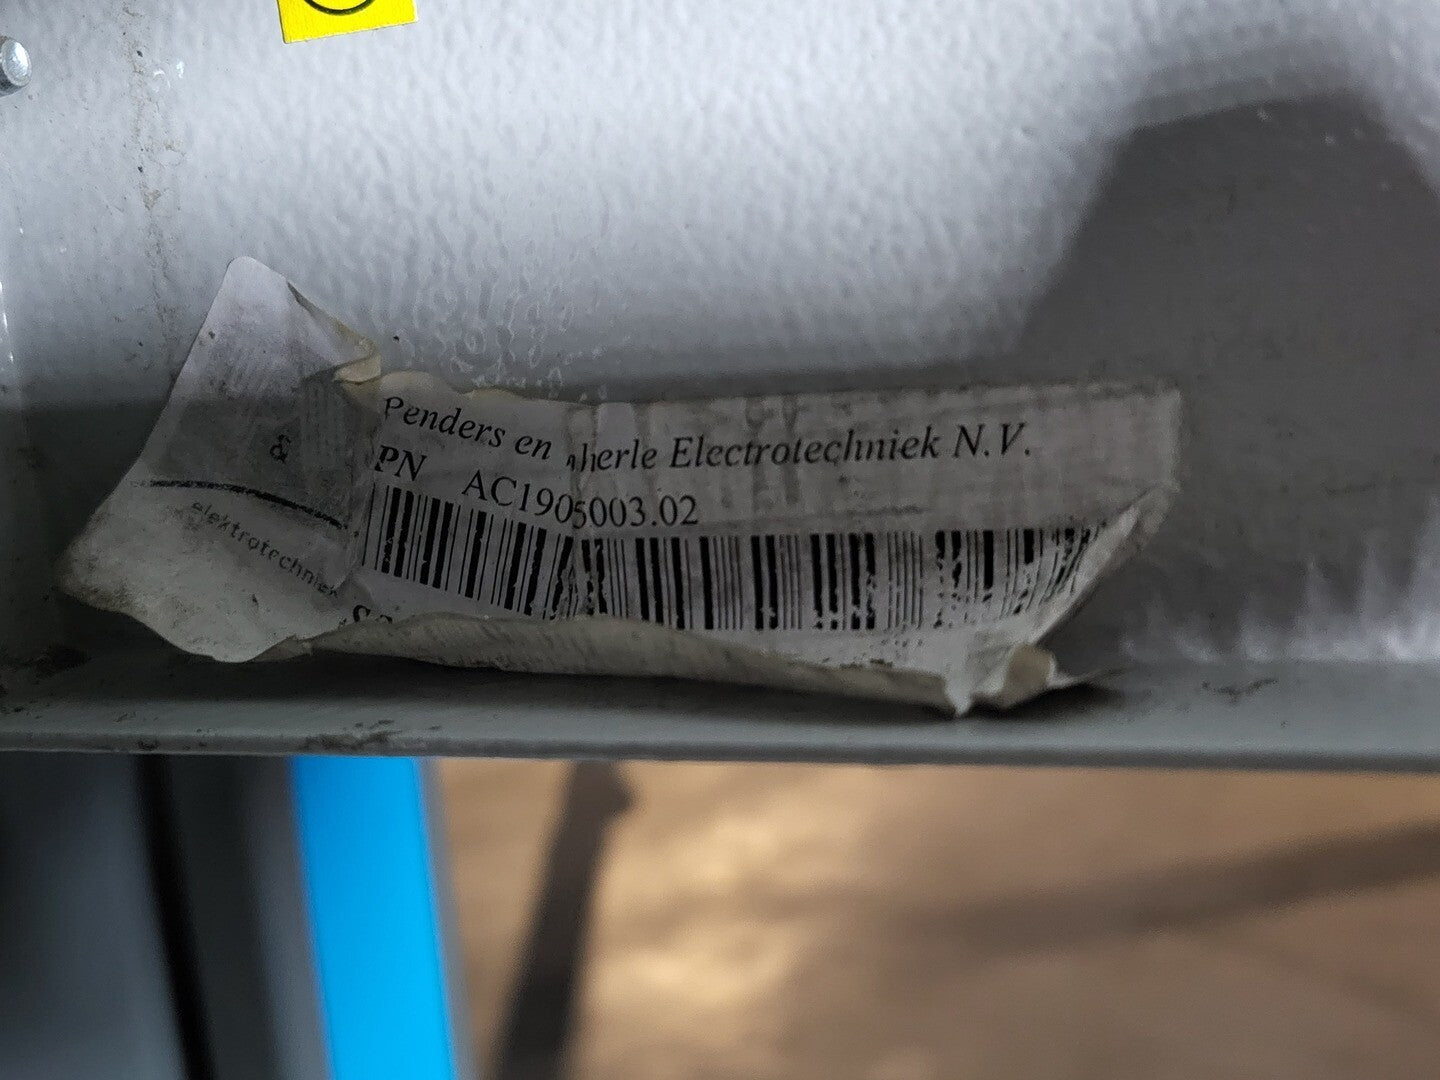 Penders en herle Electrotechniek N.V.
PN AC1905003.02
&
elektrotechniek